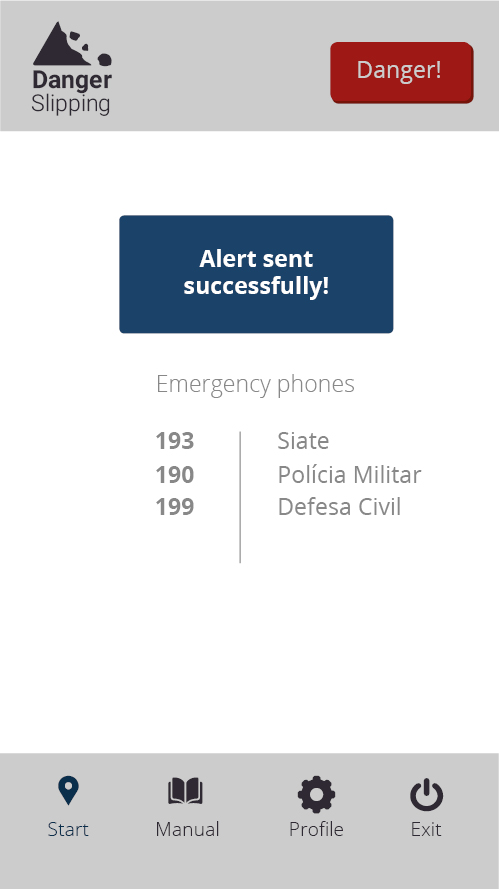 Danger
Slipping
Danger!
Alert sent
successfully!
Emergency phones
193 Siate
190 Polícia Militar
199 Defesa Civil
Start Manual Profile Exit